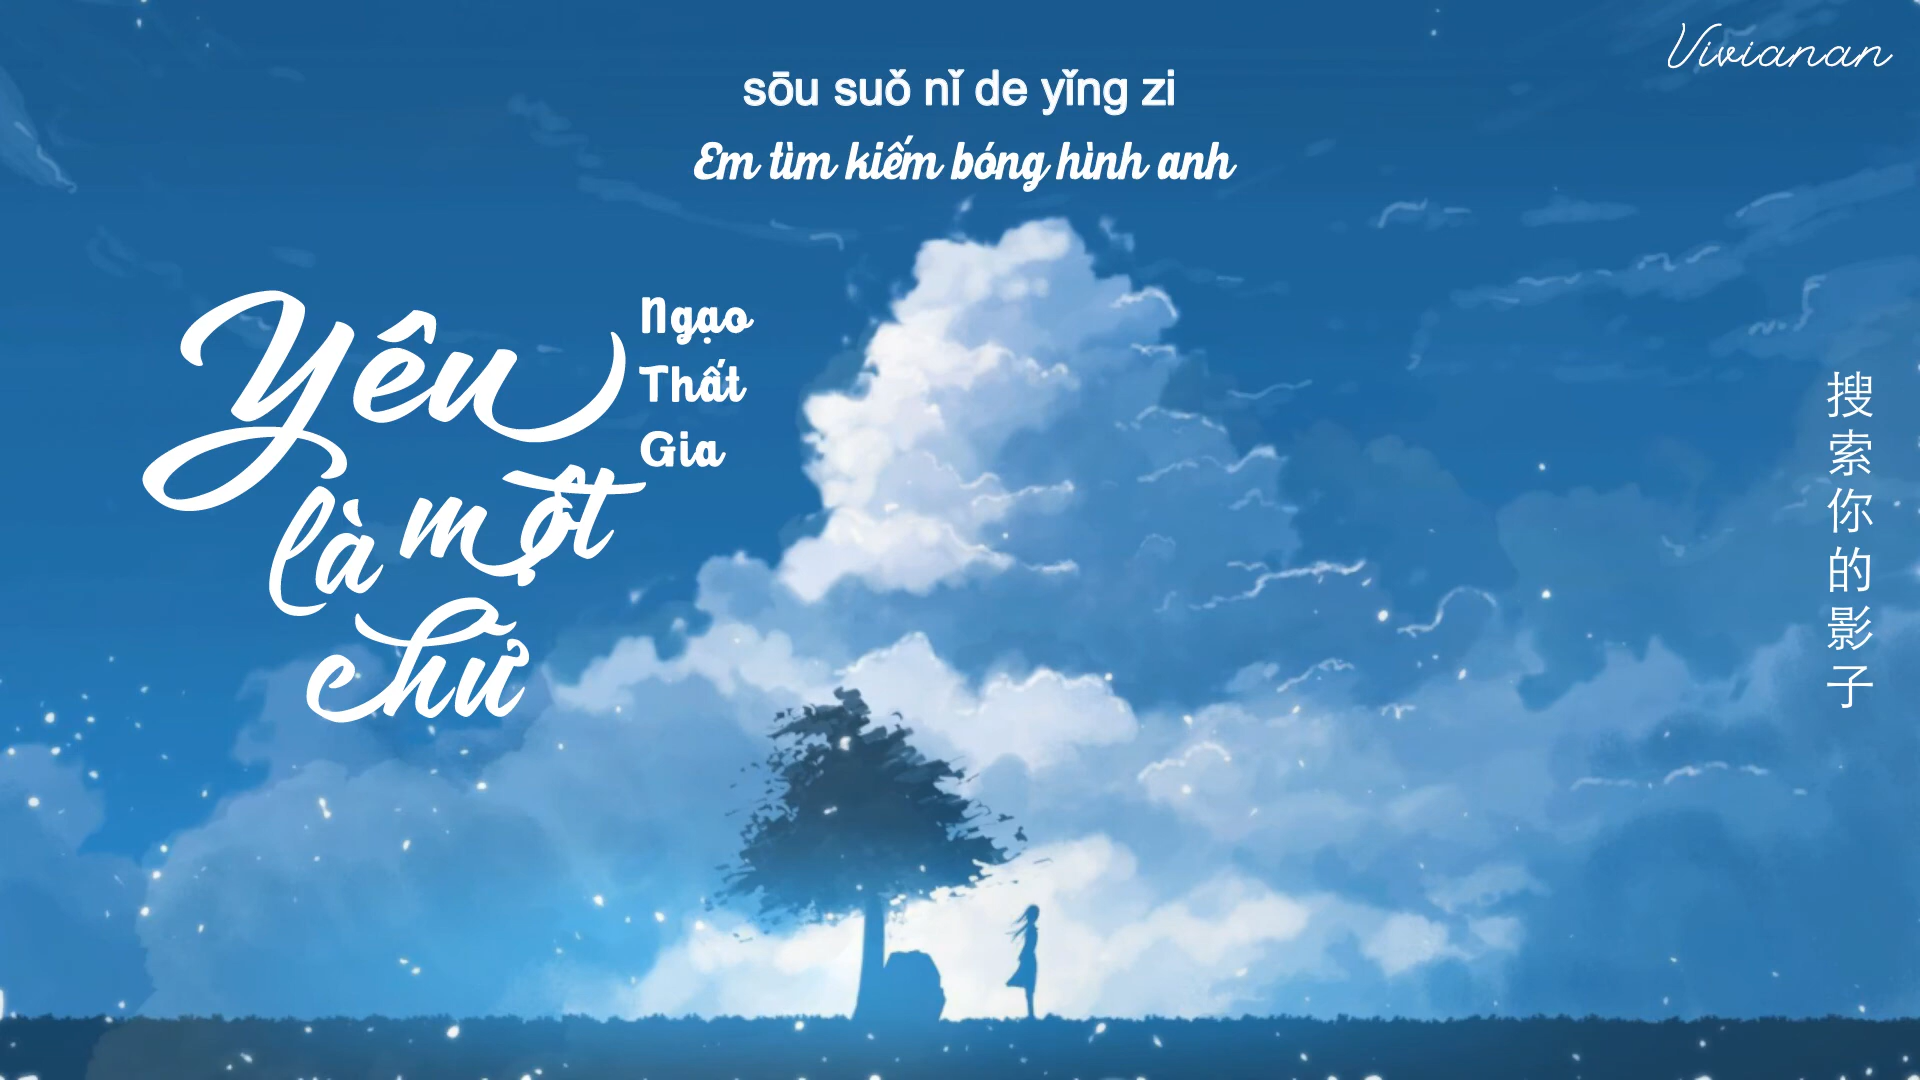 Vivianan
sōu suǒ nǐ de yǐng zi
Em tìm kiếm bóng hình anh
Yêu
là một
chữ
Ngạo
Thất
Gia
搜索你的影子